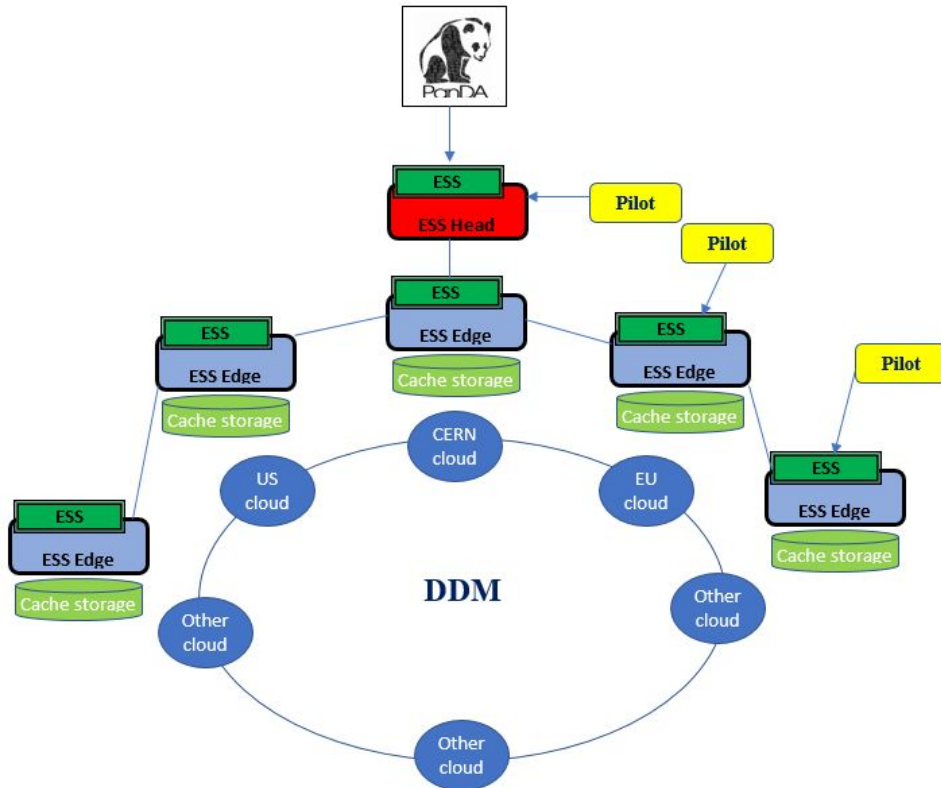 PanDA
ESS
ESS Head
Pilot
Pilot
ESS
ESS Edge
Cache storage
ESS
ESS Edge
Cache storage
ESS
ESS Edge
Cache storage
Pilot
CERN
cloud
US
cloud
EU
cloud
ESS
ESS Edge
Cache storage
ESS
ESS Edge
Cache storage
DDM
Other
cloud
Other
cloud
Other
cloud